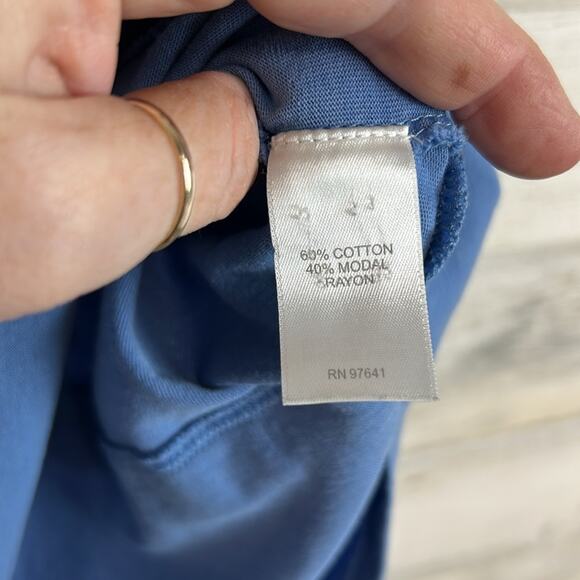 60% COTTON
40% MODAL
RAYON
RN 97641